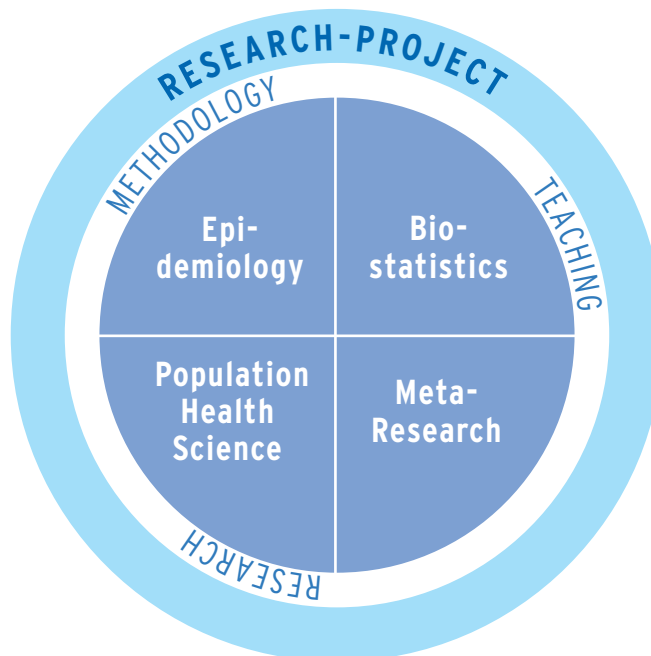 RESEARCH-PROJECT
METHODOLOGY
TEACHING
Epi-
demiology
Bio-
statistics
Population
Health
Science
Meta-
Research
RESEARCH